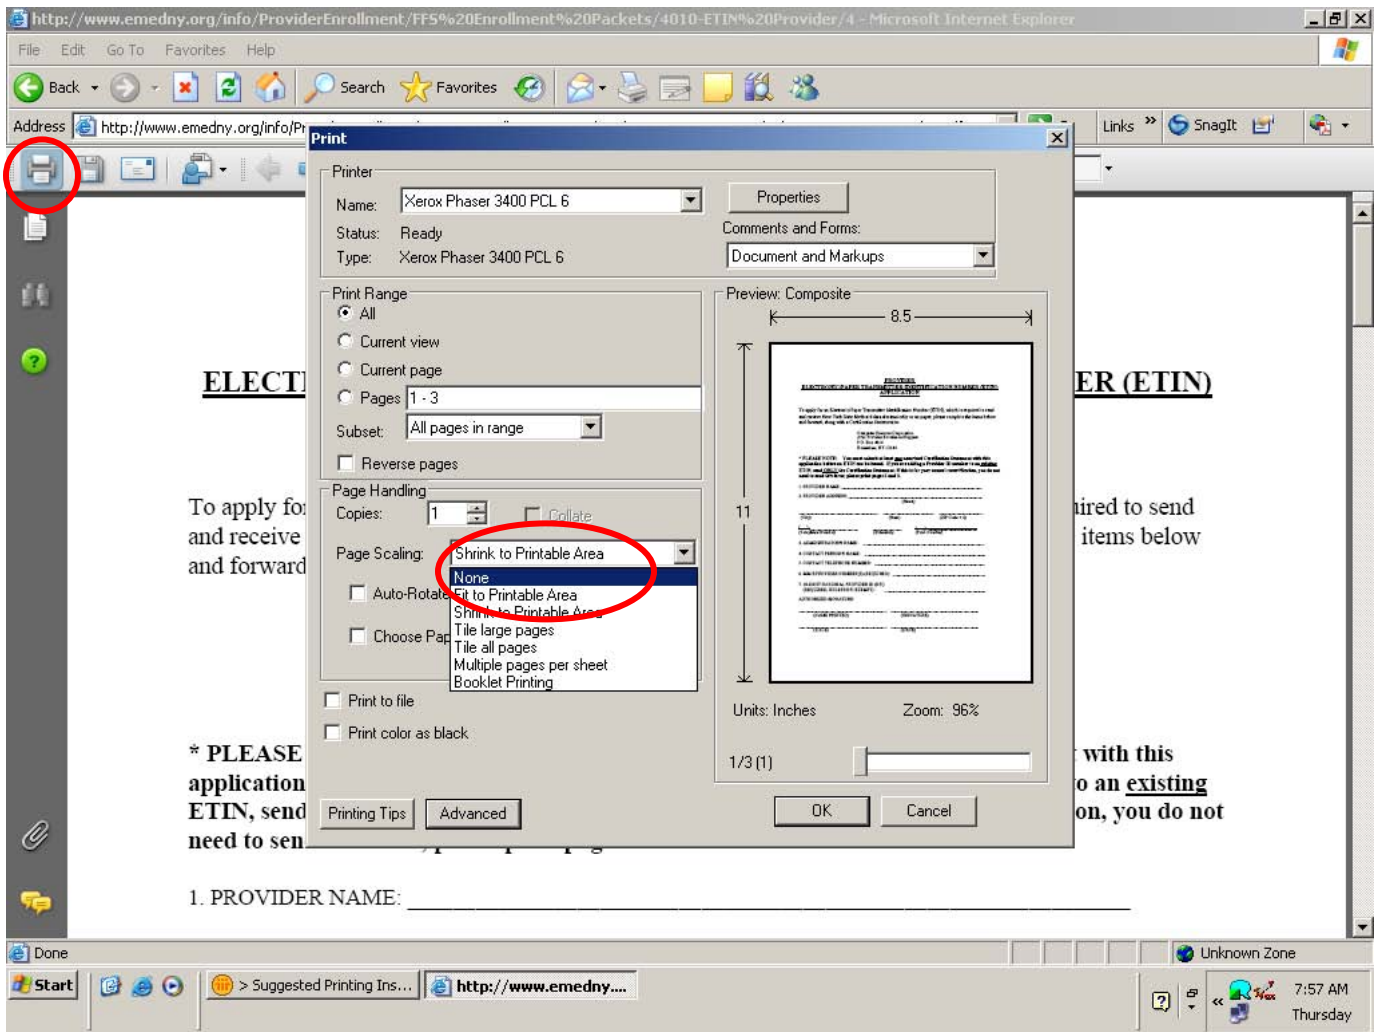 http://www.emedny.org/info/ProviderEnrollment/FFS%20Enrollment%20Packets/4010-ETIN%20Provider/4 - Microsoft Internet Explorer
File Edit Go To Favorites Help
Back Search Favorites
Address http://www.emedny.org/info/Pr
Links » SnagIt
Print
Printer
Name: Xerox Phaser 3400 PCL 6
Properties
Status: Ready
Comments and Forms:
Type: Xerox Phaser 3400 PCL 6
Document and Markups
Print Range
All
Current view
Current page
Pages 1 - 3
Subset: All pages in range
Reverse pages
Preview: Composite
8.5
11
PROVIDER
APPLICATION
Page Handling
Copies: 1 Collate
Page Scaling: Shrink to Printable Area
None
Auto-Rotate Fit to Printable Area
Shrink to Printable Area
Tile large pages
Choose Pap Tile all pages
Multiple pages per sheet
Booklet Printing
Print to file
Print color as black
Units: Inches Zoom: 96%
1/3 (1)
Printing Tips Advanced OK Cancel
ELECT ER (ETIN)
To apply for ired to send
and receive items below
and forward
* PLEASE with this
application o an existing
ETIN, send on, you do not
need to sen
1. PROVIDER NAME:
Done Unknown Zone
Start > Suggested Printing Ins... http://www.emedny.... « 7:57 AM
Thursday